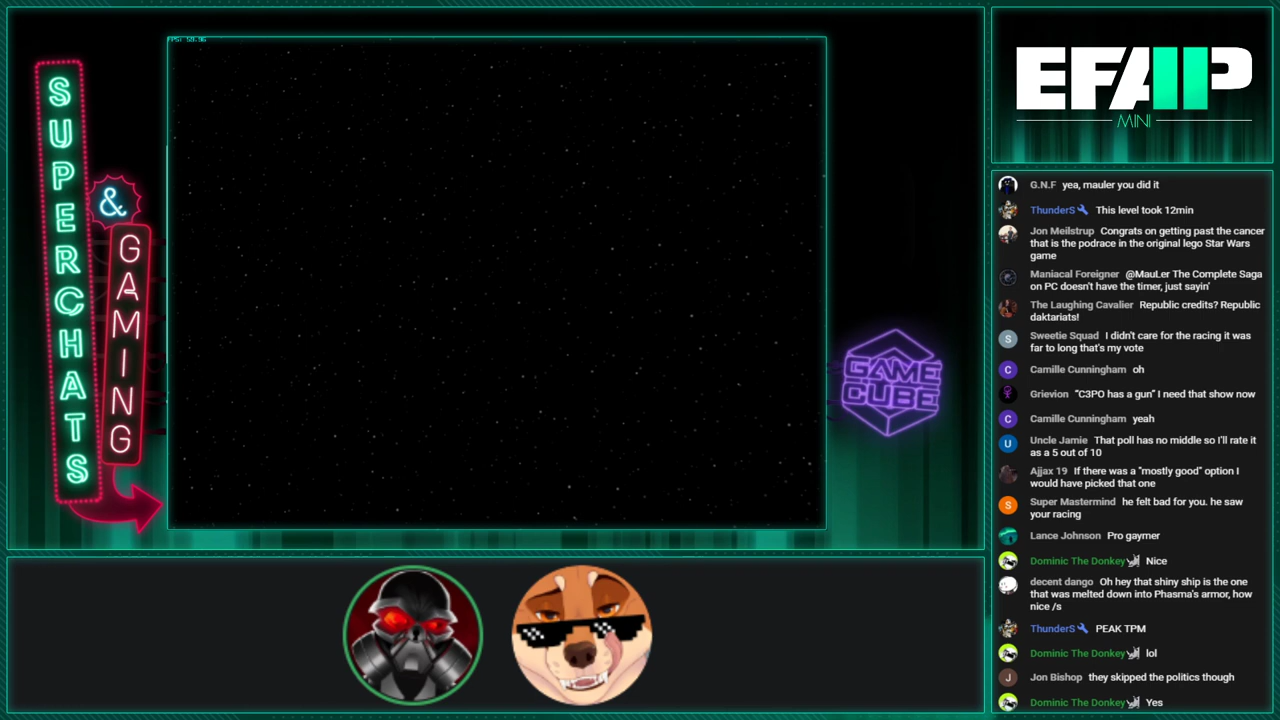 FPS: 59.96
SUPERCHATS
&
GAMING
GAME
CUBE
EFAP
MINI
G.N.F yea, mauler you did it
ThunderS This level took 12min
Jon Meilstrup Congrats on getting past the cancer
that is the podrace in the original lego Star Wars
game
Maniacal Foreigner @MauLer The Complete Saga
on PC doesn't have the timer, just sayin'
The Laughing Cavalier Republic credits? Republic
daktariats!
S Sweetie Squad I didn't care for the racing it was
far to long that's my vote
C Camille Cunningham oh
Grievion "C3PO has a gun" I need that show now
C Camille Cunningham yeah
U Uncle Jamie That poll has no middle so I'll rate it
as a 5 out of 10
Ajjax 19 If there was a "mostly good" option I
would have picked that one
S Super Mastermind he felt bad for you. he saw
your racing
Lance Johnson Pro gaymer
Dominic The Donkey Nice
decent dango Oh hey that shiny ship is the one
that was melted down into Phasma's armor, how
nice /s
ThunderS PEAK TPM
Dominic The Donkey lol
J Jon Bishop they skipped the politics though
Dominic The Donkey Yes